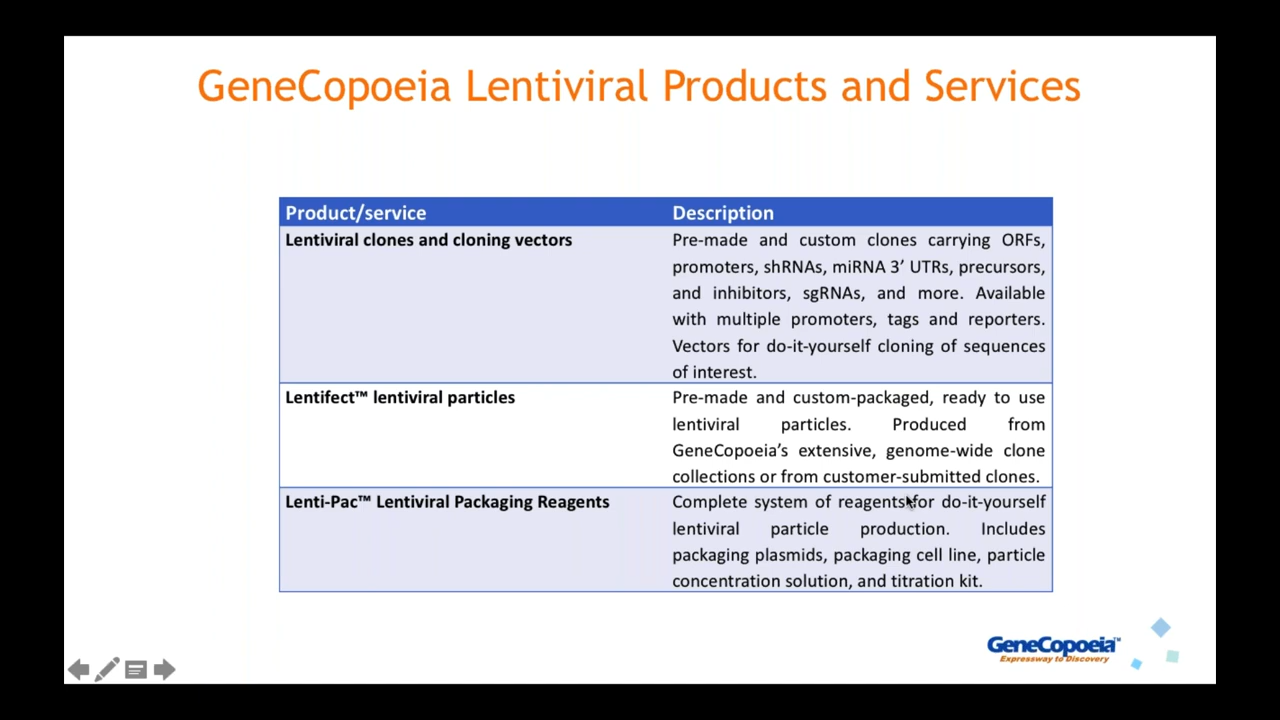 GeneCopoeia Lentiviral Products and Services
Product/service
Description
Lentiviral clones and cloning vectors
Pre-made and custom clones carrying ORFs,
promoters, shRNAs, miRNA 3’ UTRs, precursors,
and inhibitors, sgRNAs, and more. Available
with multiple promoters, tags and reporters.
Vectors for do-it-yourself cloning of sequences
of interest.
Lentifect™ lentiviral particles
Pre-made and custom-packaged, ready to use
lentiviral particles. Produced from
GeneCopoeia’s extensive, genome-wide clone
collections or from customer-submitted clones.
Lenti-Pac™ Lentiviral Packaging Reagents
Complete system of reagents for do-it-yourself
lentiviral particle production. Includes
packaging plasmids, packaging cell line, particle
concentration solution, and titration kit.
GeneCopoeia™
Expressway to Discovery